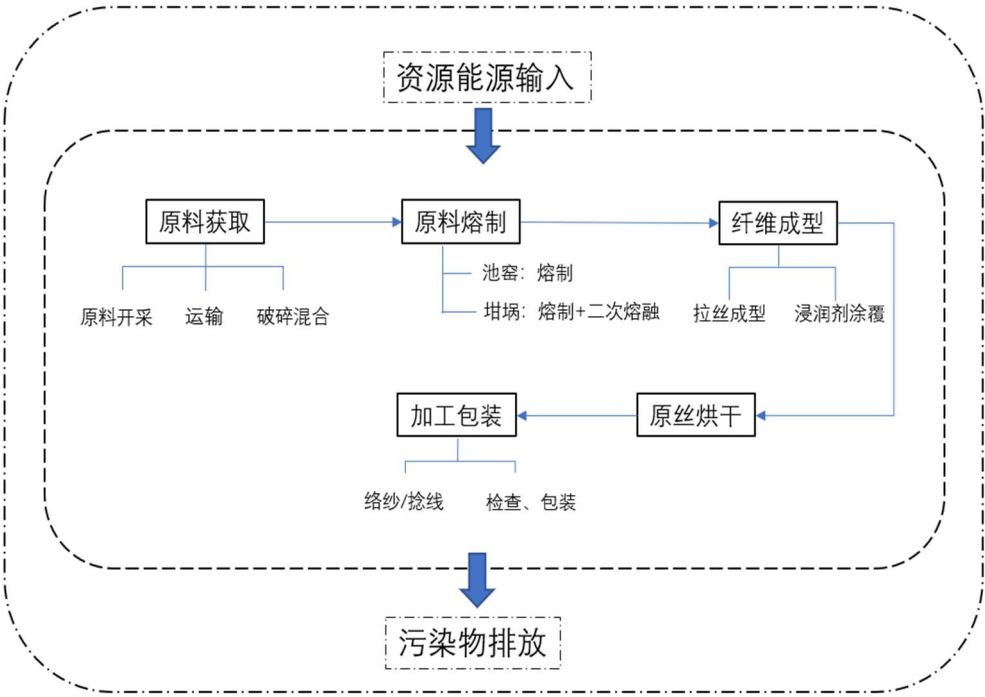 资源能源输入
原料获取
原料熔制
纤维成型
池窑：熔制
坩埚：熔制+二次熔融
原料开采
运输
破碎混合
拉丝成型
浸润剂涂覆
加工包装
原丝烘干
络纱/捻线
检查、包装
污染物排放